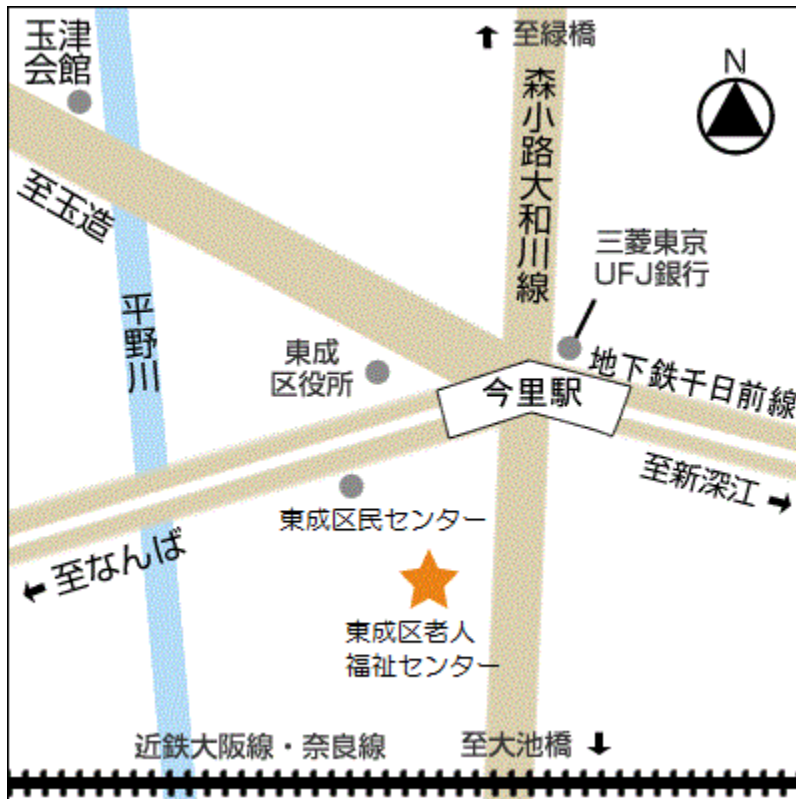 玉津
会館
至緑橋
N
森小路大和川線
至玉造
三菱東京
UFJ銀行
平野川
東成
区役所
今里駅
地下鉄千日前線
至新深江
東成区民センター
至なんば
東成区老人
福祉センター
近鉄大阪線・奈良線
至大池橋